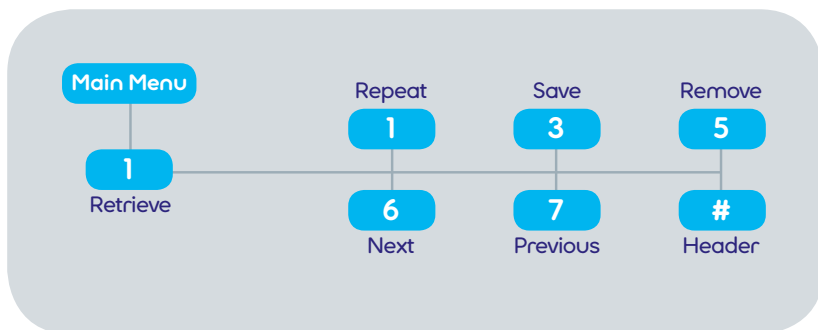 Main Menu
1
Retrieve
Repeat Save Remove
1 3 5
6 7 #
Next Previous Header